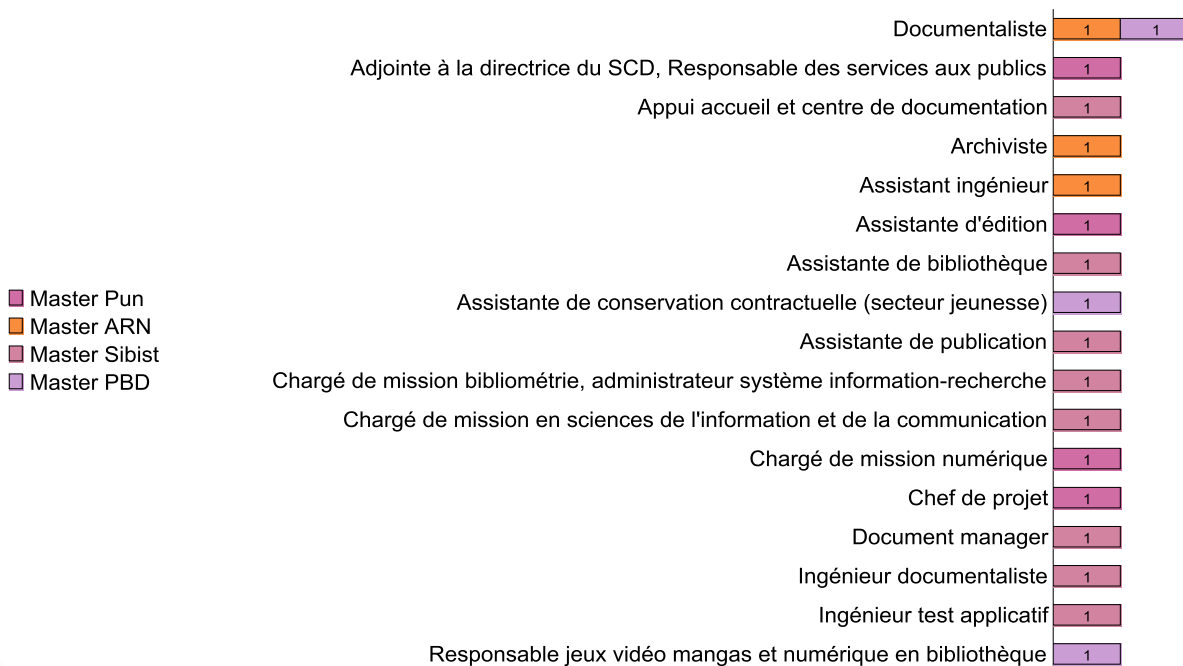 Documentaliste 1 1
Adjointe à la directrice du SCD, Responsable des services aux publics 1
Appui accueil et centre de documentation 1
Archiviste 1
Assistant ingénieur 1
Assistante d'édition 1
Assistante de bibliothèque 1
Assistante de conservation contractuelle (secteur jeunesse) 1
Assistante de publication 1
Chargé de mission bibliométrie, administrateur système information-recherche 1
Chargé de mission en sciences de l'information et de la communication 1
Chargé de mission numérique 1
Chef de projet 1
Document manager 1
Ingénieur documentaliste 1
Ingénieur test applicatif 1
Responsable jeux vidéo mangas et numérique en bibliothèque 1
Master Pun
Master ARN
Master Sibist
Master PBD